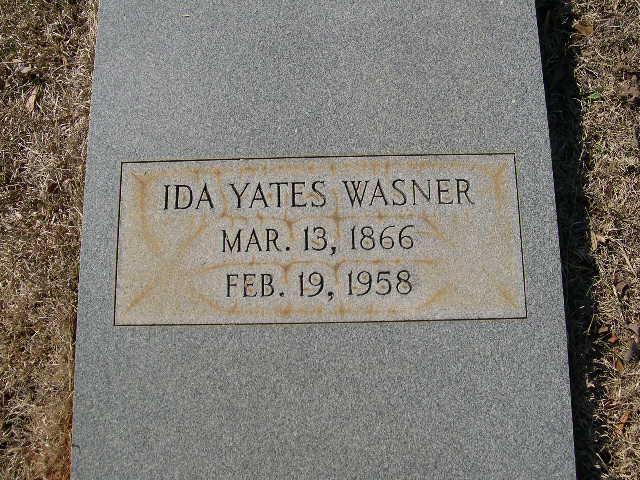 IDA YATES WASNER
MAR. 13, 1866
FEB. 19, 1958